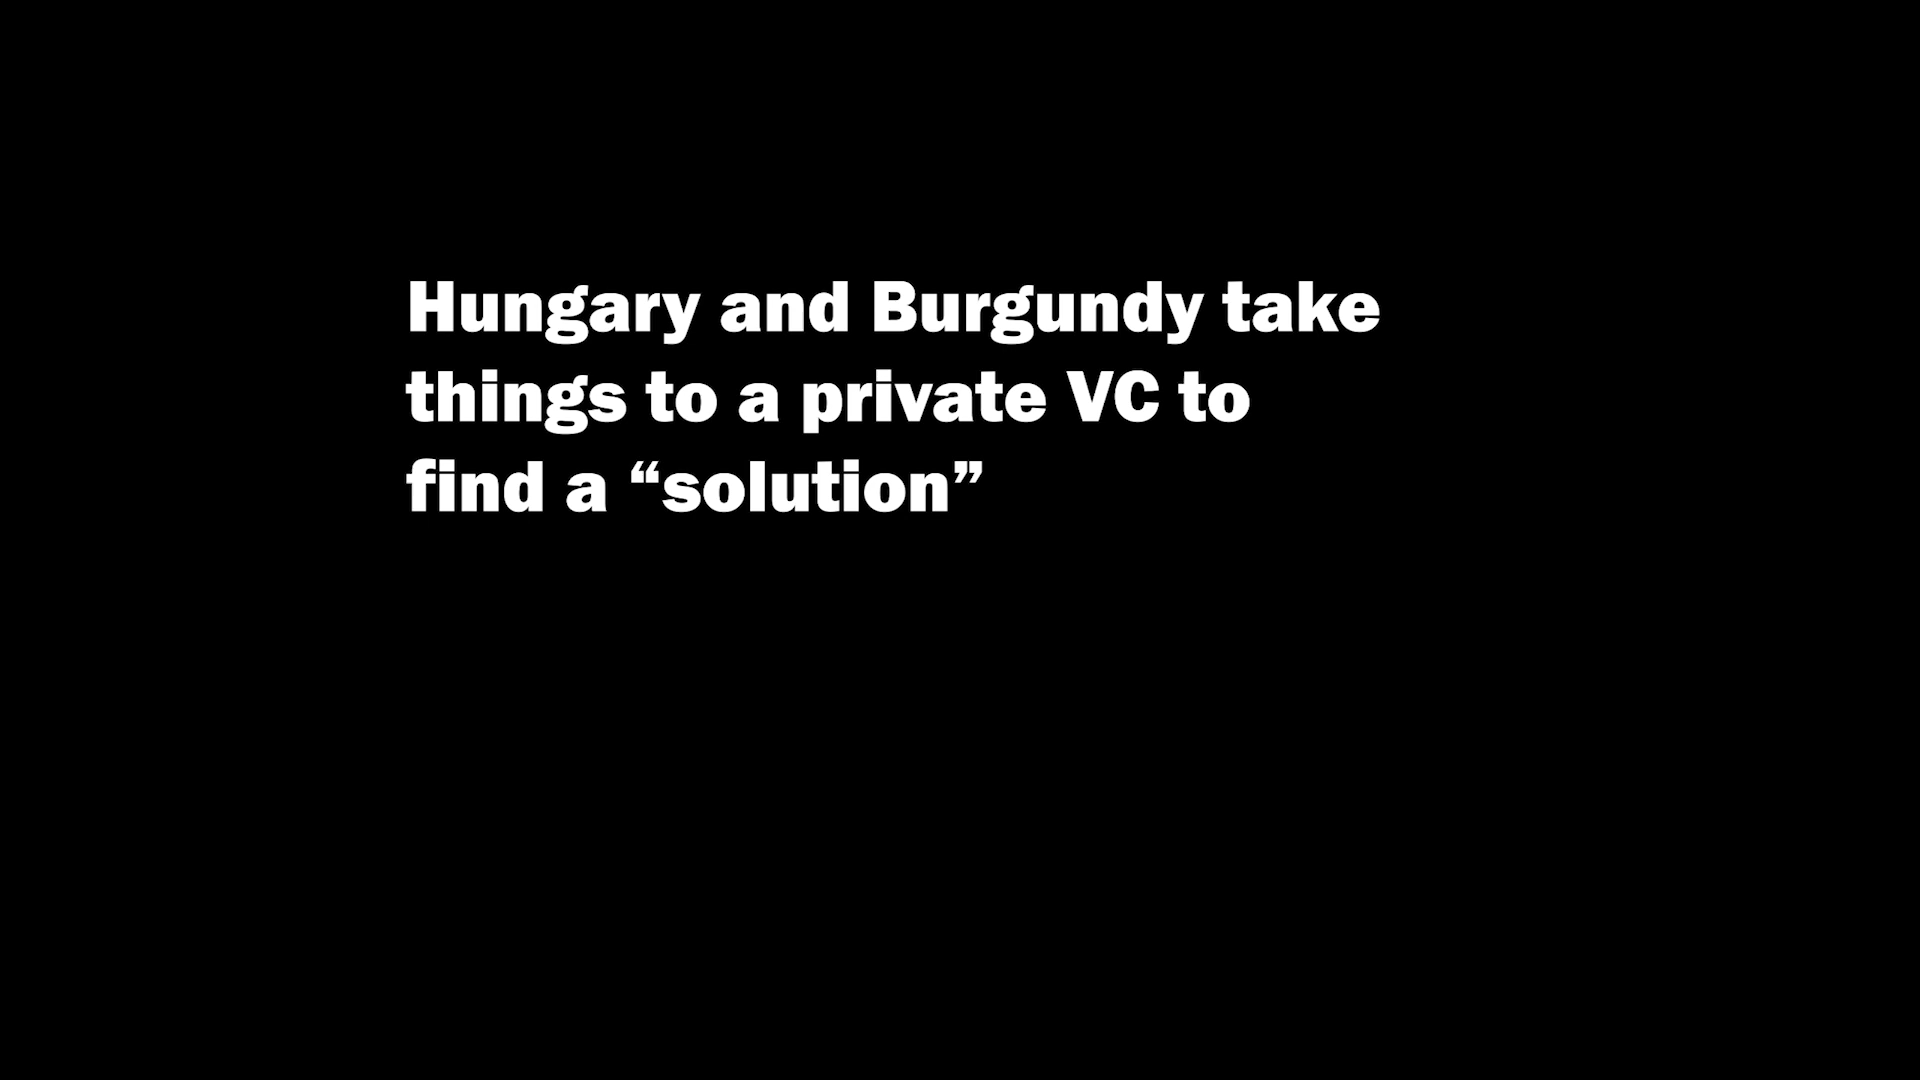 Hungary and Burgundy take
things to a private VC to
find a “solution”